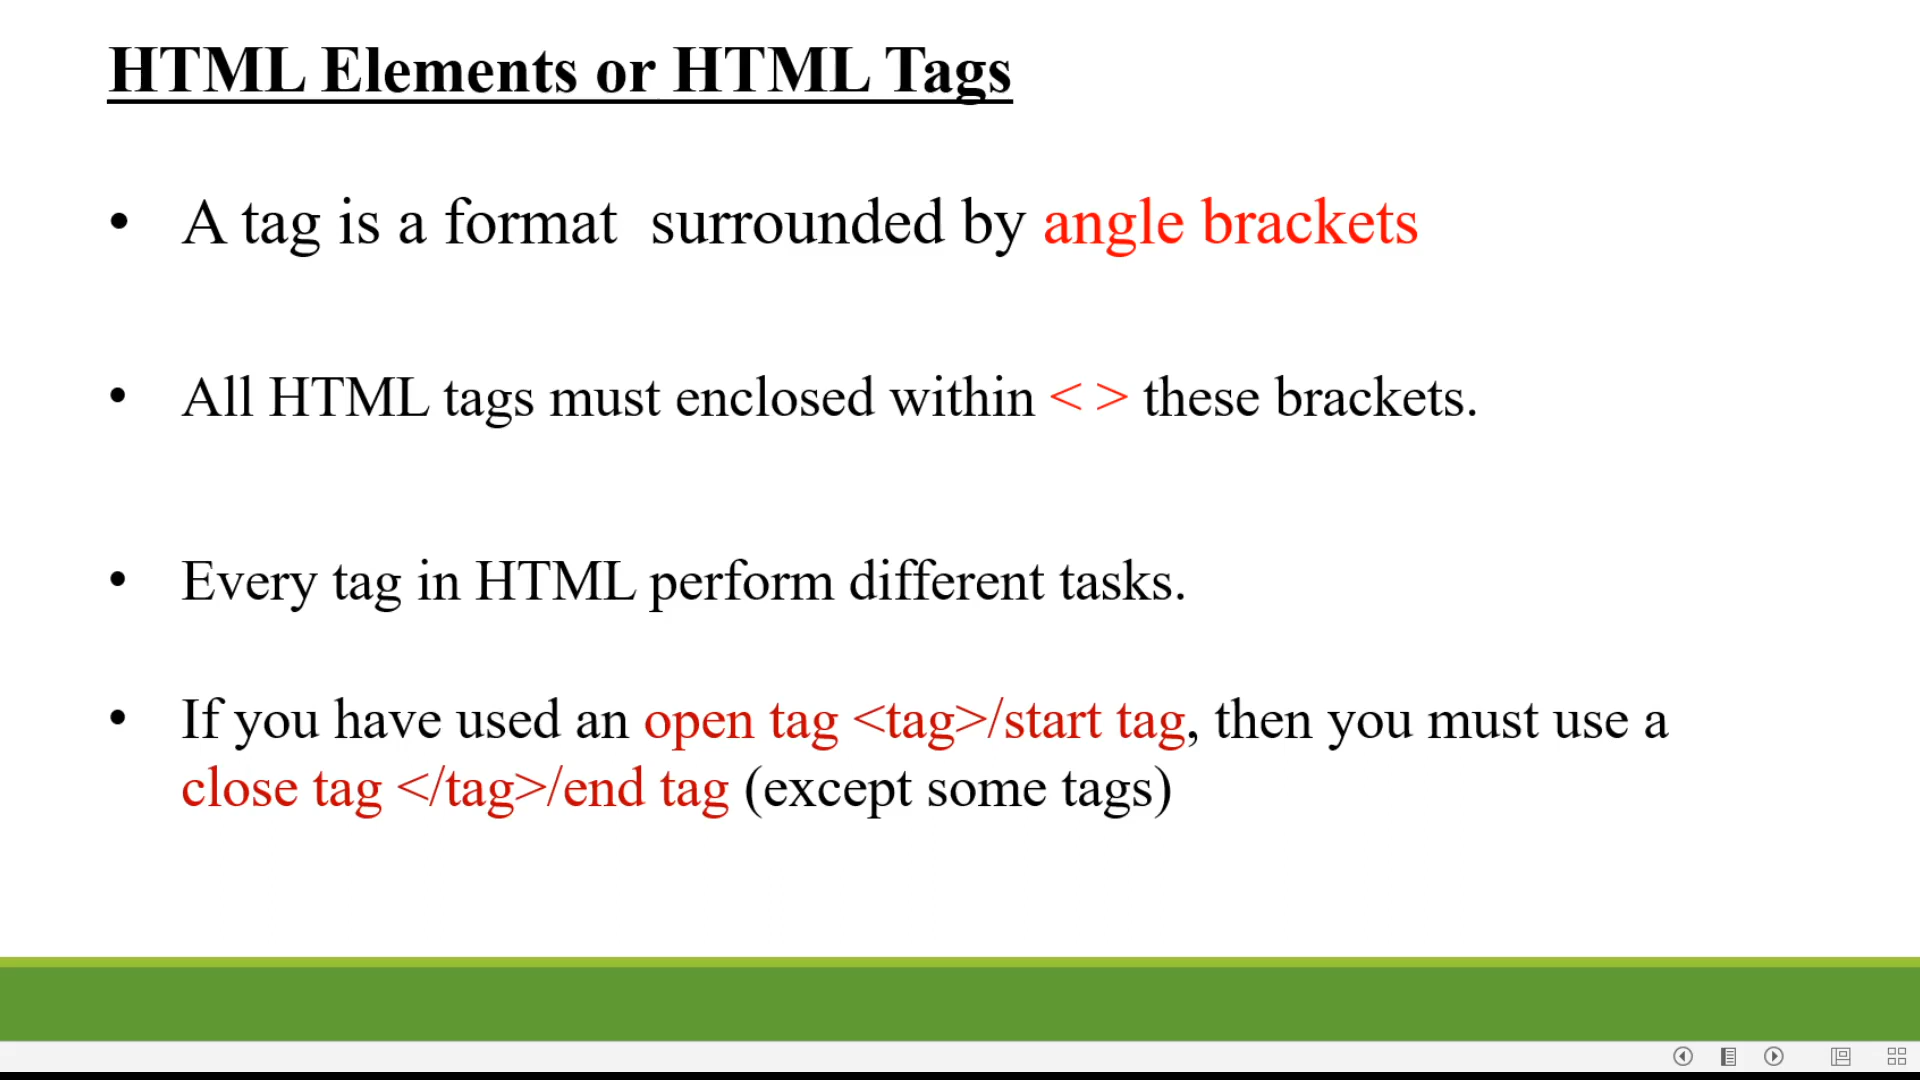 HTML Elements or HTML Tags
• A tag is a format  surrounded by angle brackets
• All HTML tags must enclosed within < > these brackets.
• Every tag in HTML perform different tasks.
• If you have used an open tag <tag>/start tag, then you must use a
close tag </tag>/end tag (except some tags)